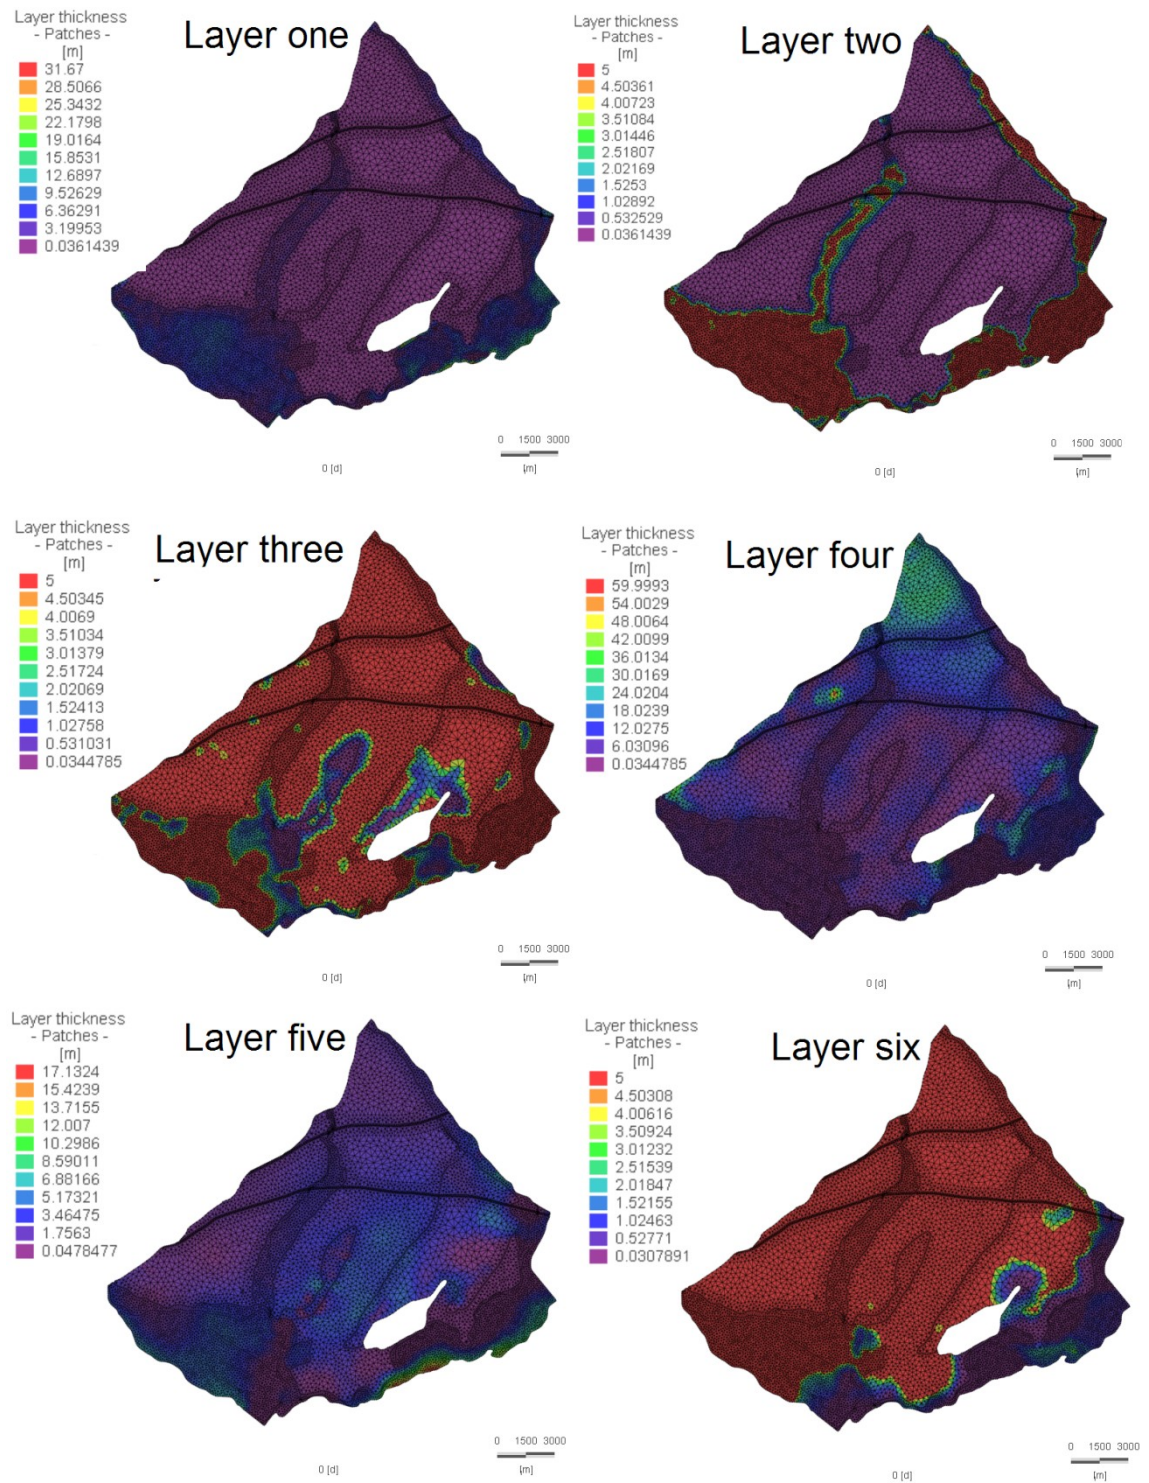 Layer thickness
- Patches -
[m]
31.67
28.5066
25.3432
22.1798
19.0164
15.8531
12.6897
9.52629
6.36291
3.19953
0.0361439
Layer one
0 1500 3000
[m]
0 [d]
Layer thickness
- Patches -
[m]
5
4.50361
4.00723
3.51084
3.01446
2.51807
2.02169
1.5253
1.02892
0.532529
0.0361439
Layer two
0 1500 3000
[m]
0 [d]
Layer thickness
- Patches -
[m]
5
4.50345
4.0069
3.51034
3.01379
2.51724
2.02069
1.52413
1.02758
0.531031
0.0344785
Layer three
0 1500 3000
[m]
0 [d]
Layer thickness
- Patches -
[m]
59.9993
54.0029
48.0064
42.0099
36.0134
30.0169
24.0204
18.0239
12.0275
6.03096
0.0344785
Layer four
0 1500 3000
[m]
0 [d]
Layer thickness
- Patches -
[m]
17.1324
15.4239
13.7155
12.007
10.2986
8.59011
6.88166
5.17321
3.46475
1.7563
0.0478477
Layer five
0 1500 3000
[m]
0 [d]
Layer thickness
- Patches -
[m]
5
4.50308
4.00616
3.50924
3.01232
2.51539
2.01847
1.52155
1.02463
0.52771
0.0307891
Layer six
0 1500 3000
[m]
0 [d]